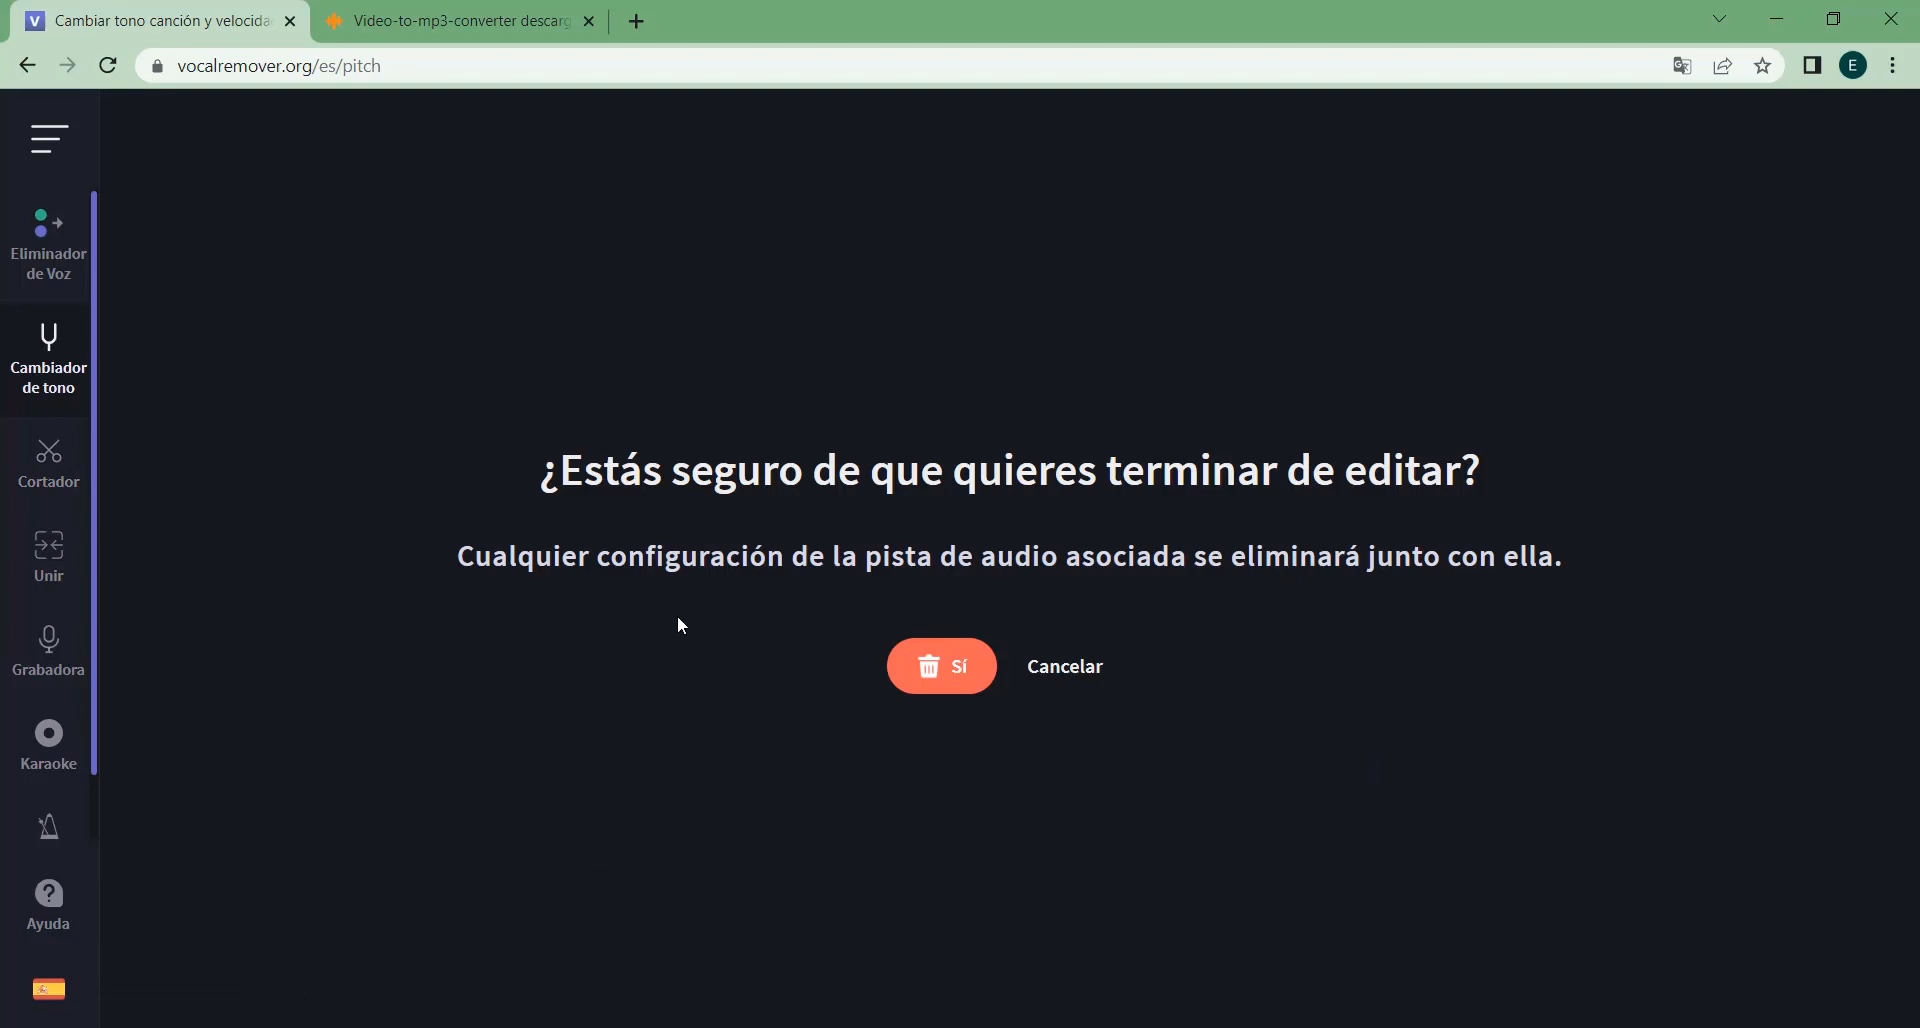 Cambiar tono canción y velocida
Video-to-mp3-converter descarg
vocalremover.org/es/pitch
E
Eliminador
de Voz
Cambiador
de tono
Cortador
Unir
Grabadora
Karaoke
Ayuda
¿Estás seguro de que quieres terminar de editar?
Cualquier configuración de la pista de audio asociada se eliminará junto con ella.
Sí
Cancelar